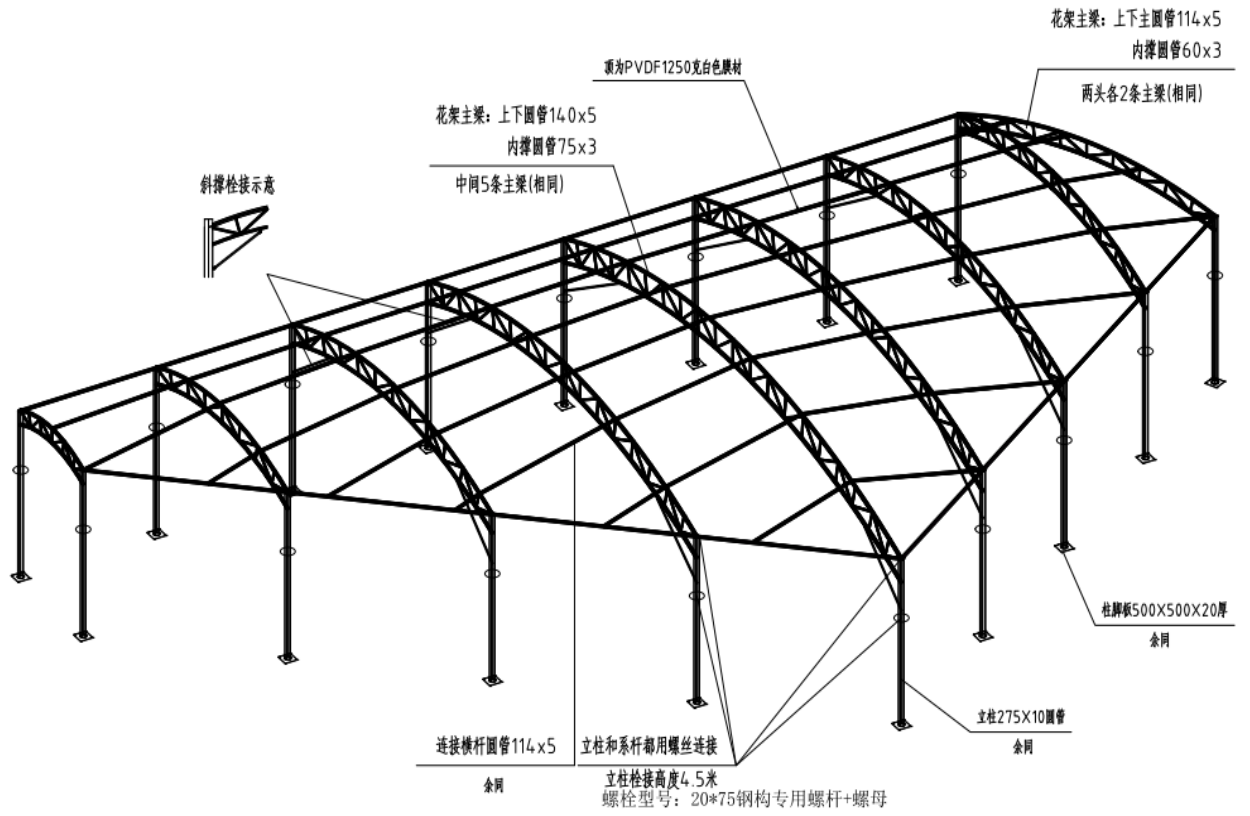 花架主梁：上下主圆管114x5
内撑圆管60x3
两头各2条主梁(相同)
顶为PVDF1250克白色膜材
花架主梁：上下圆管140x5
内撑圆管75x3
中间5条主梁(相同)
斜撑栓接示意
柱脚板500X500X20厚
余同
立柱275X10圆管
余同
连接横杆圆管114x5
余同
立柱和系杆都用螺丝连接
立柱栓接高度4.5米
螺栓型号：20*75钢构专用螺杆+螺母